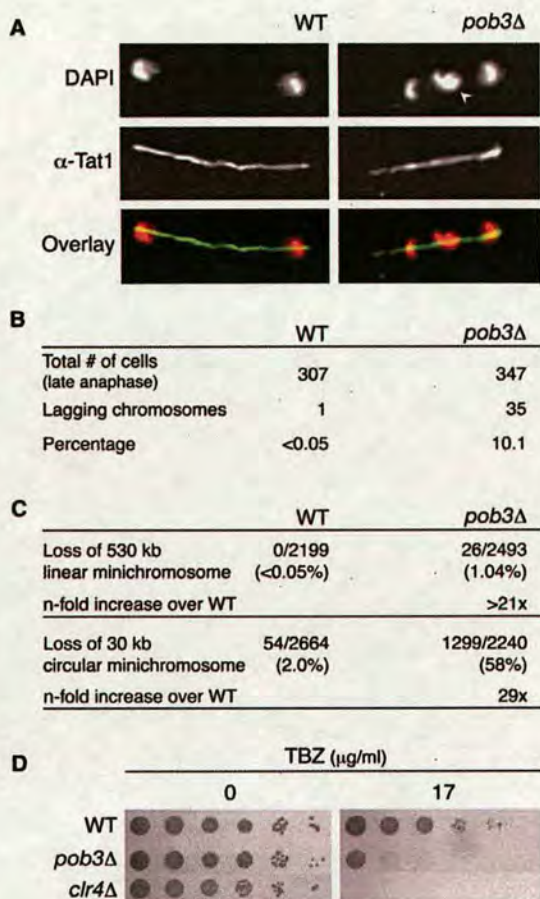 WT pob3Δ
A
DAPI
α-Tat1
Overlay
B
WT pob3Δ
Total # of cells 307 347
(late anaphase)
Lagging chromosomes 1 35
Percentage <0.05 10.1
C
WT pob3Δ
Loss of 530 kb 0/2199 26/2493
linear minichromosome (<0.05%) (1.04%)
n-fold increase over WT >21x
Loss of 30 kb 54/2664 1299/2240
circular minichromosome (2.0%) (58%)
n-fold increase over WT 29x
D
TBZ (μg/ml)
0 17
WT
pob3Δ
clr4Δ